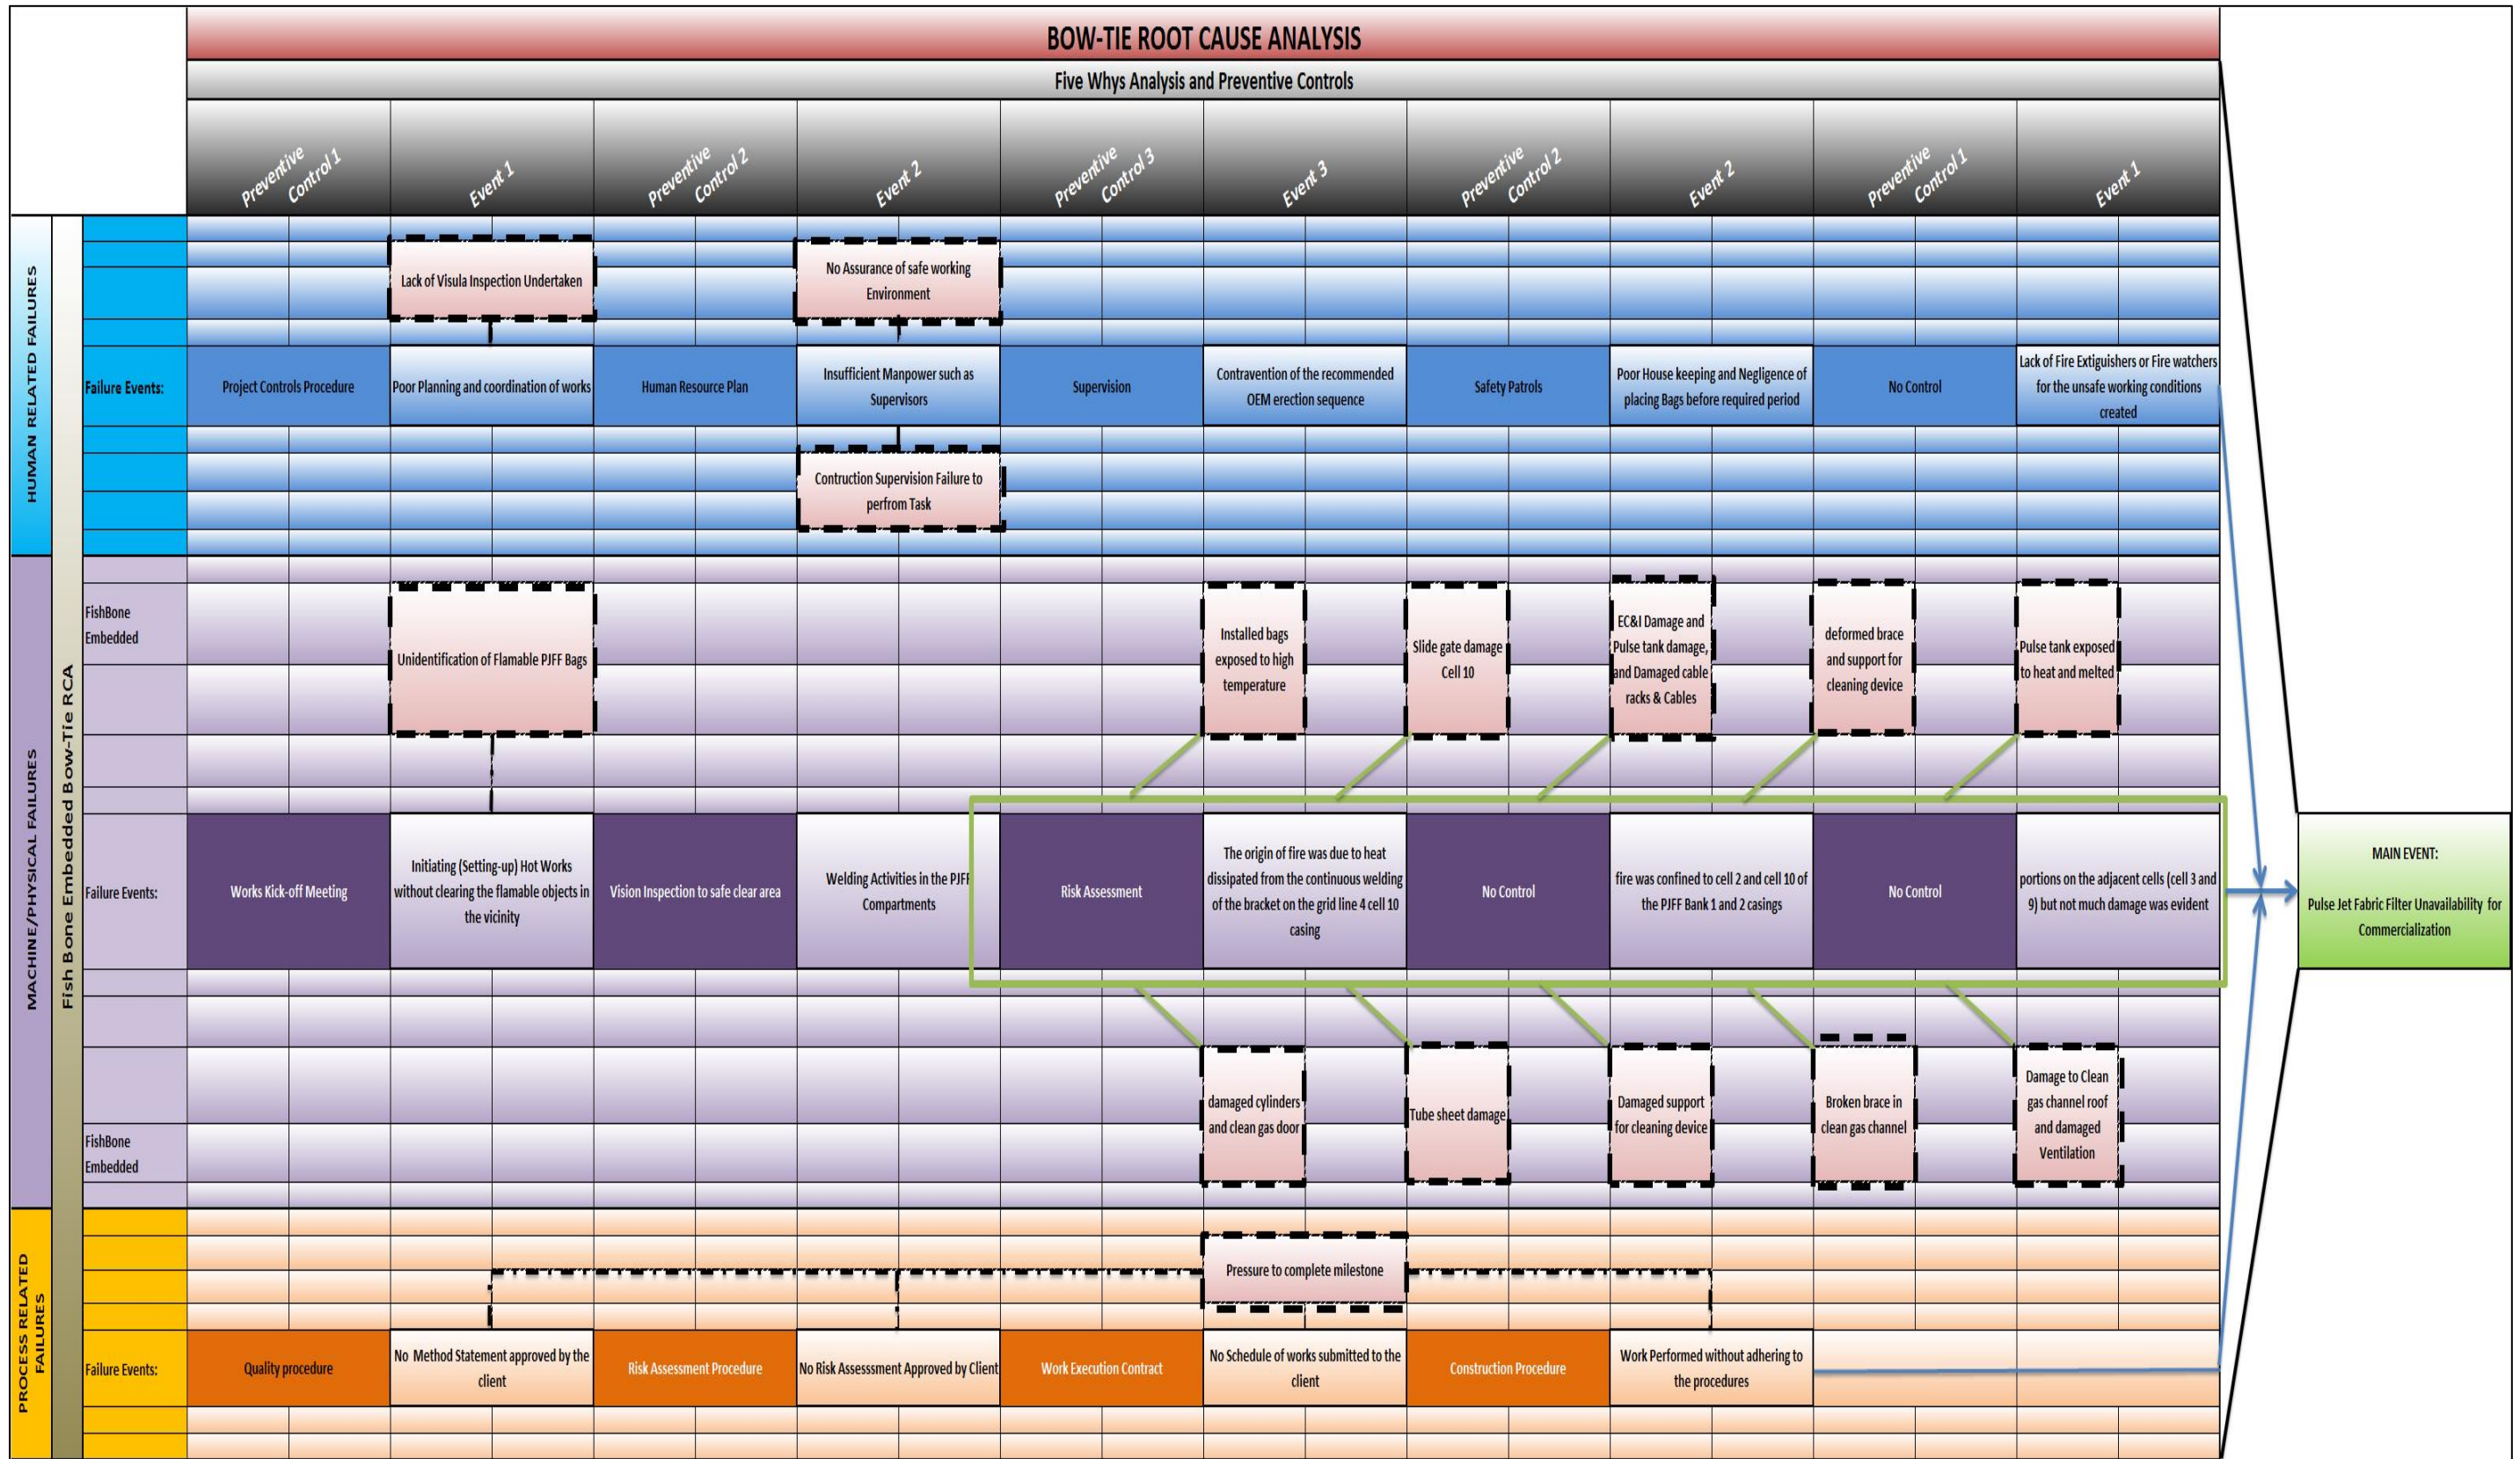 BOW-TIE ROOT CAUSE ANALYSIS
Five Whys Analysis and Preventive Controls
Preventive
Control 1
Event 1
Preventive
Control 2
Event 2
Preventive
Control 3
Event 3
Preventive
Control 2
Event 2
Preventive
Control 1
Event 1
HUMAN RELATED FAILURES
Fish Bone Embedded Bow-Tie RCA
Lack of Visula Inspection Undertaken
No Assurance of safe working
Environment
Failure Events:
Project Controls Procedure
Poor Planning and coordination of works
Human Resource Plan
Insufficient Manpower such as
Supervisors
Supervision
Contravention of the recommended
OEM erection sequence
Safety Patrols
Poor House keeping and Negligence of
placing Bags before required period
No Control
Lack of Fire Extiguishers or Fire watchers
for the unsafe working conditions
created
Contruction Supervision Failure to
perfrom Task
MACHINE/PHYSICAL FAILURES
FishBone
Embedded
Unidentification of Flamable PJFF Bags
Installed bags
exposed to high
temperature
Slide gate damage
Cell 10
EC&I Damage and
Pulse tank damage,
and Damaged cable
racks & Cables
deformed brace
and support for
cleaning device
Pulse tank exposed
to heat and melted
Failure Events:
Works Kick-off Meeting
Initiating (Setting-up) Hot Works
without clearing the flamable objects in
the vicinity
Vision Inspection to safe clear area
Welding Activities in the PJFF
Compartments
Risk Assessment
The origin of fire was due to heat
dissipated from the continuous welding
of the bracket on the grid line 4 cell 10
casing
No Control
fire was confined to cell 2 and cell 10 of
the PJFF Bank 1 and 2 casings
No Control
portions on the adjacent cells (cell 3 and
9) but not much damage was evident
MAIN EVENT:
Pulse Jet Fabric Filter Unavailability for
Commercialization
FishBone
Embedded
damaged cylinders
and clean gas door
Tube sheet damage
Damaged support
for cleaning device
Broken brace in
clean gas channel
Damage to Clean
gas channel roof
and damaged
Ventilation
PROCESS RELATED
FAILURES
Pressure to complete milestone
Failure Events:
Quality procedure
No Method Statement approved by the
client
Risk Assessment Procedure
No Risk Assesssment Approved by Client
Work Execution Contract
No Schedule of works submitted to the
client
Construction Procedure
Work Performed without adhering to
the procedures